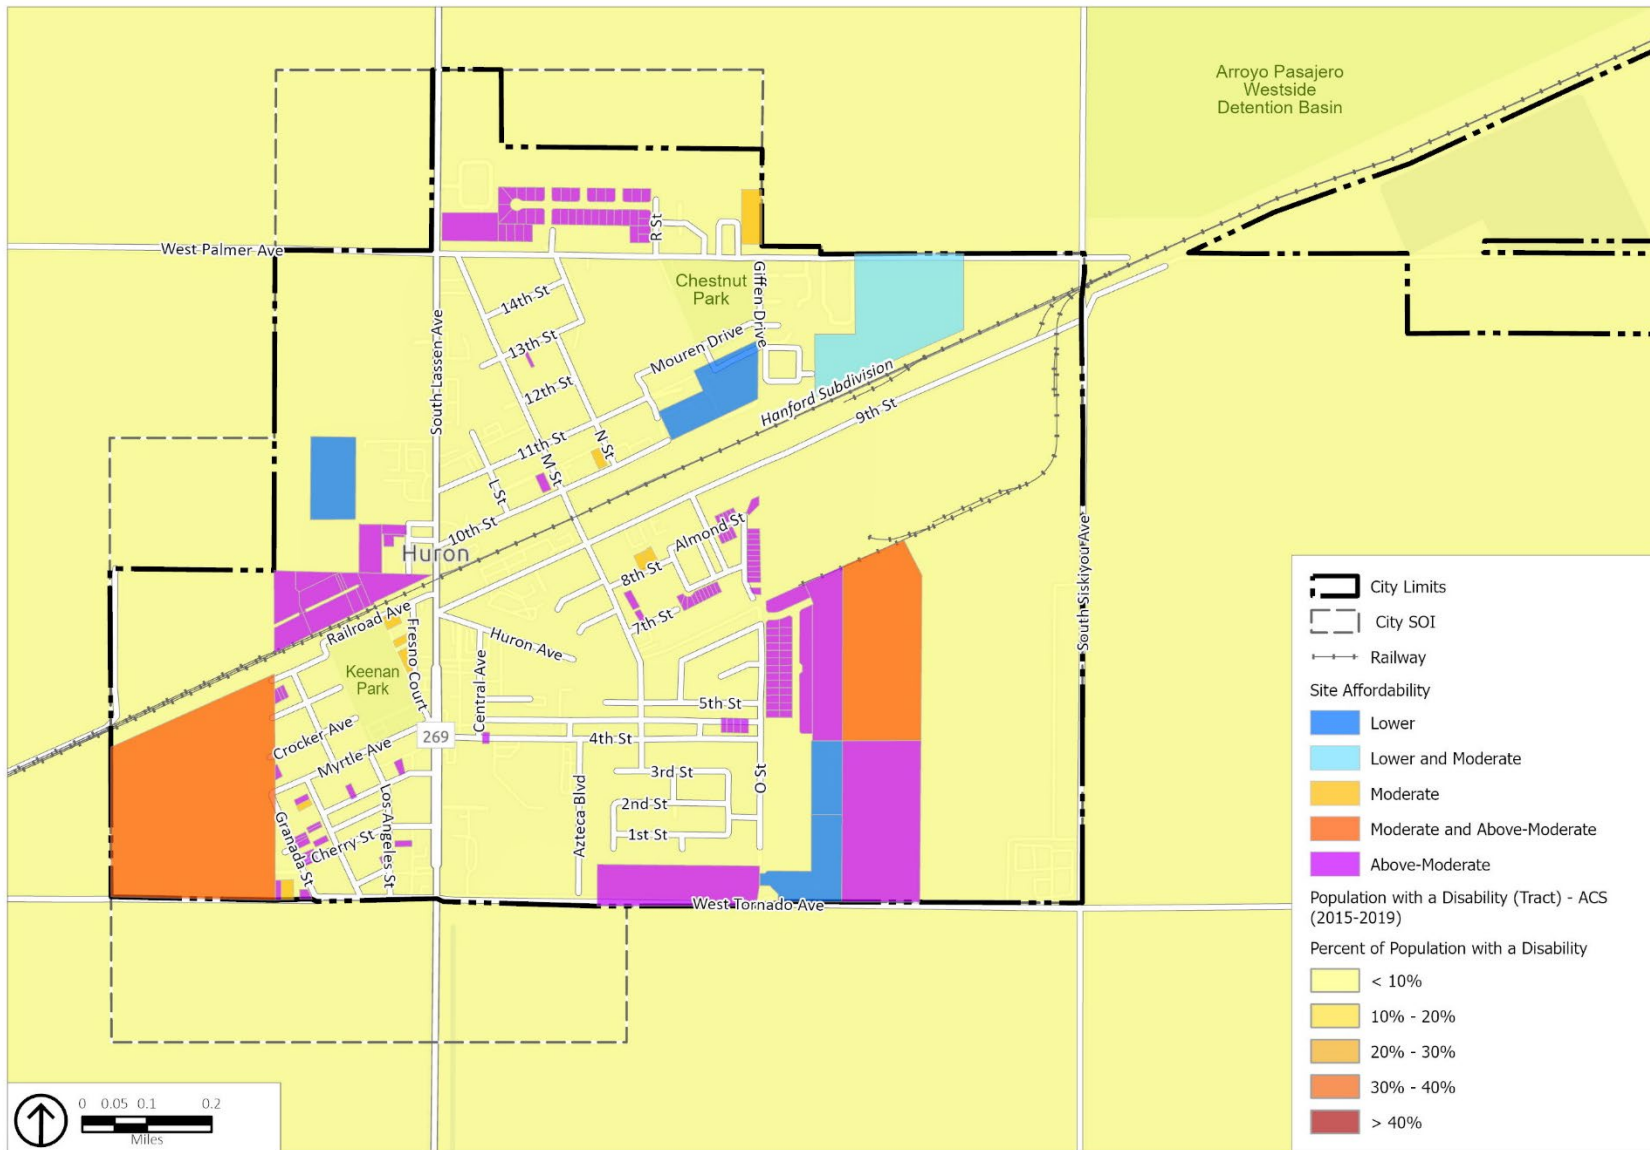 Arroyo Pasajero
Westside
Detention Basin
West Palmer Ave
R St
Chestnut
Park
Giffen Drive
14th St
13th St
12th St
Mouren Drive
South Lassen Ave
Hanford Subdivision
9th St
11th St
N St
M St
L St
10th St
Huron
Almond St
8th St
7th St
South Siskiyou Ave
Railroad Ave
Fresno Court
Huron Ave
Keenan
Park
Central Ave
5th St
269
4th St
Crocker Ave
Myrtle Ave
3rd St
2nd St
1st St
O St
Azteca Blvd
Los Angeles St
Granada St
Cherry St
West Tornado Ave
City Limits
City SOI
Railway
Site Affordability
Lower
Lower and Moderate
Moderate
Moderate and Above-Moderate
Above-Moderate
Population with a Disability (Tract) - ACS
(2015-2019)
Percent of Population with a Disability
< 10%
10% - 20%
20% - 30%
30% - 40%
> 40%
0 0.05 0.1 0.2
Miles